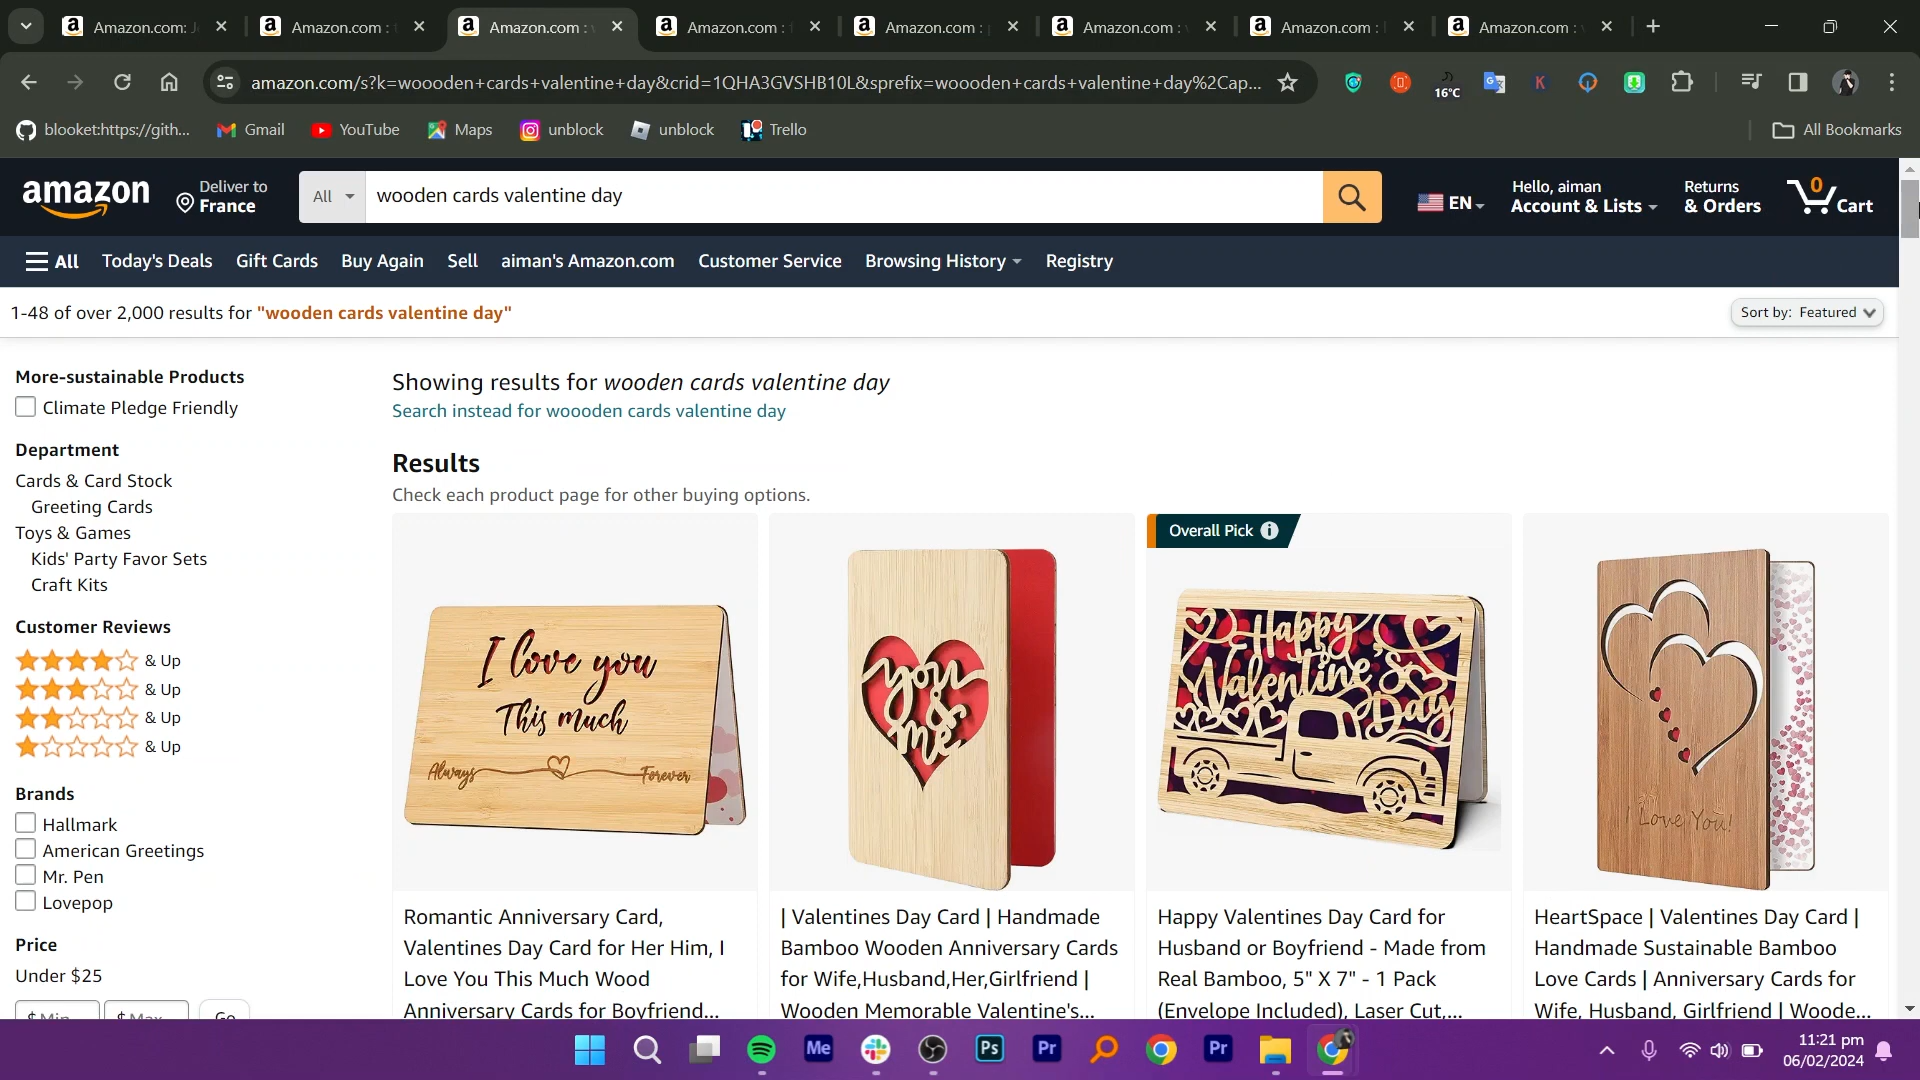 Amazon.com: J
Amazon.com :
Amazon.com :
Amazon.com :
Amazon.com :
Amazon.com :
Amazon.com :
Amazon.com :
amazon.com/s?k=woooden+cards+valentine+day&crid=1QHA3GVSHB10L&sprefix=woooden+cards+valentine+day%2Cap...
16°C
K
blooket:https://gith...
Gmail
YouTube
Maps
unblock
unblock
Trello
All Bookmarks
amazon
Deliver to
France
All
wooden cards valentine day
EN
Hello, aiman
Account & Lists
Returns
& Orders
0
Cart
All
Today's Deals
Gift Cards
Buy Again
Sell
aiman's Amazon.com
Customer Service
Browsing History
Registry
1-48 of over 2,000 results for "wooden cards valentine day"
Sort by: Featured
More-sustainable Products
Climate Pledge Friendly
Department
Cards & Card Stock
Greeting Cards
Toys & Games
Kids' Party Favor Sets
Craft Kits
Customer Reviews
& Up
& Up
& Up
& Up
Brands
Hallmark
American Greetings
Mr. Pen
Lovepop
Price
Under $25
$ Min
$ Max
Go
Showing results for wooden cards valentine day
Search instead for woooden cards valentine day
Results
Check each product page for other buying options.
I love you
This much
Always
Forever
you
&
me
Overall Pick
Happy
Valentine's
Day
I Love You!
Romantic Anniversary Card,
Valentines Day Card for Her Him, I
Love You This Much Wood
Anniversary Cards for Boyfriend...
| Valentines Day Card | Handmade
Bamboo Wooden Anniversary Cards
for Wife,Husband,Her,Girlfriend |
Wooden Memorable Valentine's...
Happy Valentines Day Card for
Husband or Boyfriend - Made from
Real Bamboo, 5" X 7" - 1 Pack
(Envelope Included), Laser Cut,...
HeartSpace | Valentines Day Card |
Handmade Sustainable Bamboo
Love Cards | Anniversary Cards for
Wife, Husband, Girlfriend | Woode...
Me
Ps
Pr
Pr
11:21 pm
06/02/2024